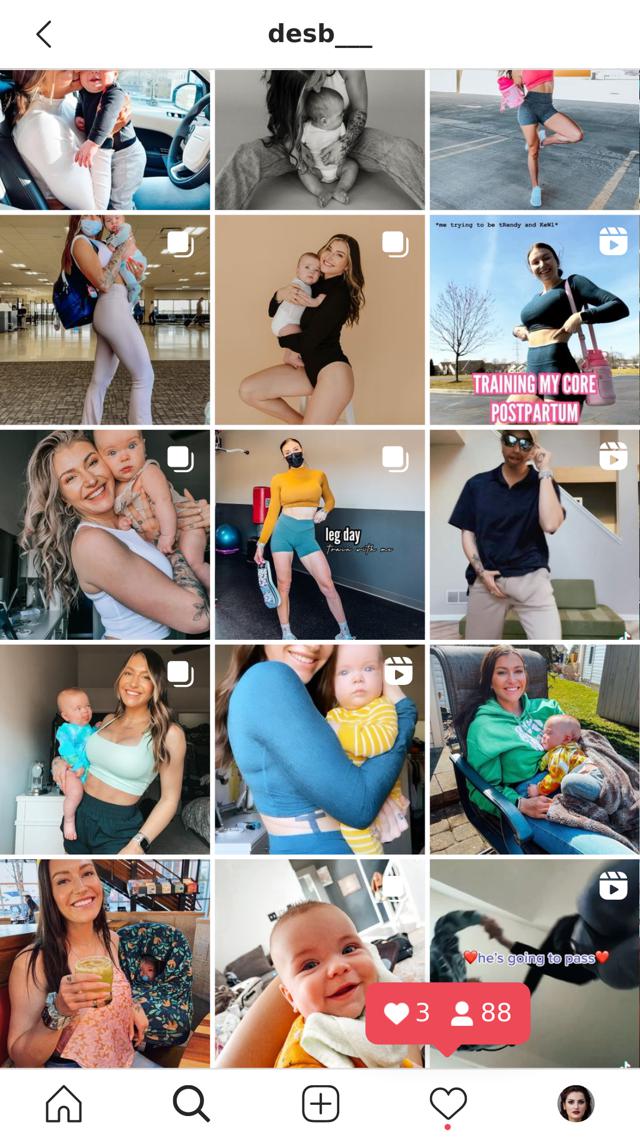 desb___
*me trying to be tRendy and KeWl*
TRAINING MY CORE
POSTPARTUM
leg day
train with me
❤️he's going to pass❤️
3 88